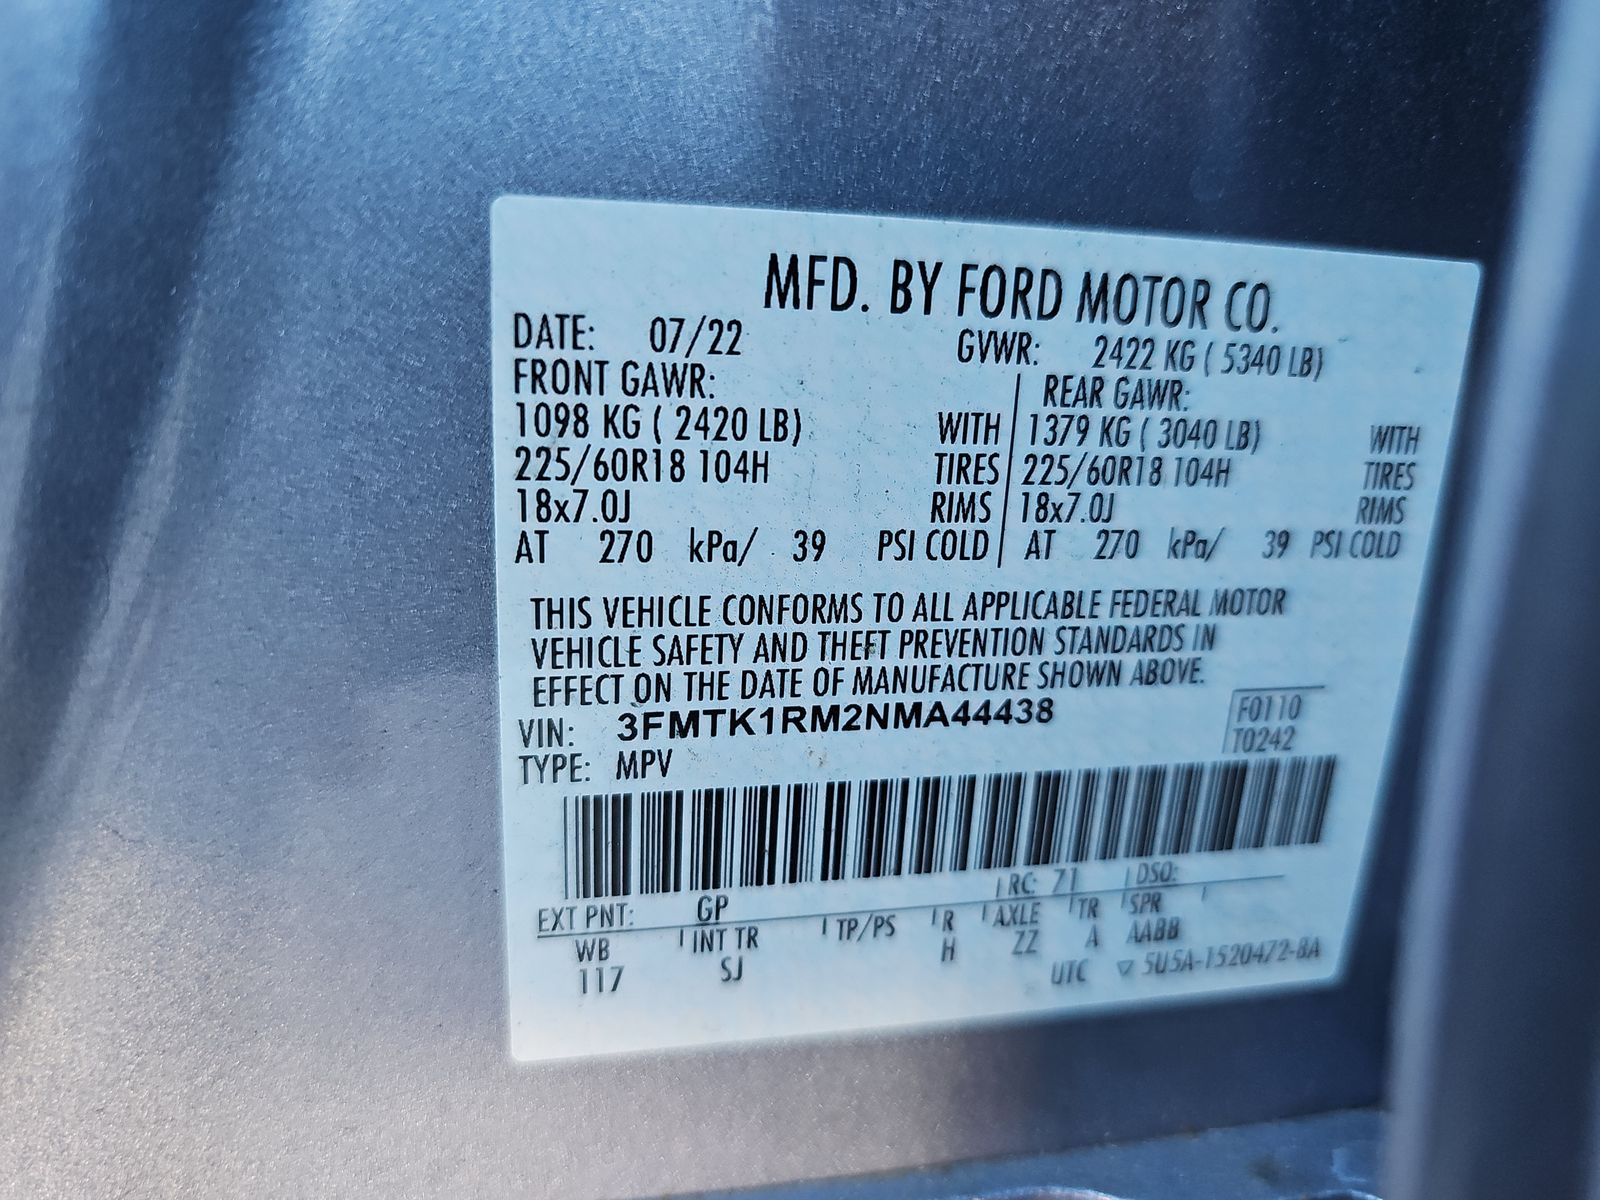 MFD. BY FORD MOTOR CO.
DATE: 07/22 GVWR: 2422 KG ( 5340 LB)
FRONT GAWR: REAR GAWR:
1098 KG ( 2420 LB) WITH 1379 KG ( 3040 LB) WITH
225/60R18 104H TIRES 225/60R18 104H TIRES
18x7.0J RIMS 18x7.0J RIMS
AT 270 kPa/ 39 PSI COLD AT 270 kPa/ 39 PSI COLD
THIS VEHICLE CONFORMS TO ALL APPLICABLE FEDERAL MOTOR
VEHICLE SAFETY AND THEFT PREVENTION STANDARDS IN
EFFECT ON THE DATE OF MANUFACTURE SHOWN ABOVE.
VIN: 3FMTK1RM2NMA44438 F0110
TYPE: MPV T0242
EXT PNT: GP RC: 71 DSO:
WB INT TR TP/PS R AXLE TR SPR
117 SJ H ZZ A AABB
UTC ▽ 5U5A-1520472-BA